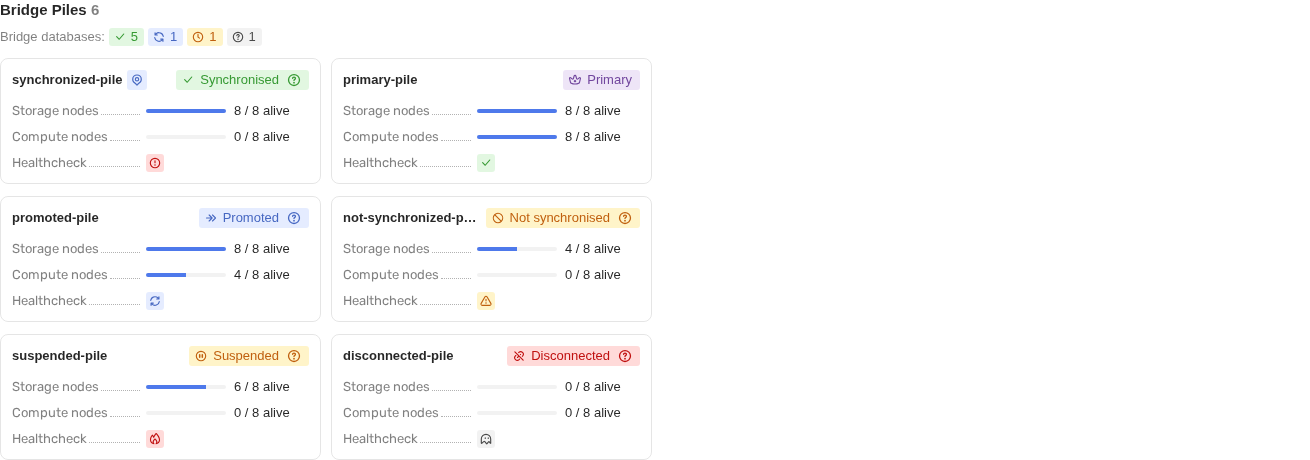 Bridge Piles 6
Bridge databases: 5 1 1 1
synchronized-pile Synchronised
Storage nodes 8 / 8 alive
Compute nodes 0 / 8 alive
Healthcheck
primary-pile Primary
Storage nodes 8 / 8 alive
Compute nodes 8 / 8 alive
Healthcheck
promoted-pile Promoted
Storage nodes 8 / 8 alive
Compute nodes 4 / 8 alive
Healthcheck
not-synchronized-p... Not synchronised
Storage nodes 4 / 8 alive
Compute nodes 0 / 8 alive
Healthcheck
suspended-pile Suspended
Storage nodes 6 / 8 alive
Compute nodes 0 / 8 alive
Healthcheck
disconnected-pile Disconnected
Storage nodes 0 / 8 alive
Compute nodes 0 / 8 alive
Healthcheck